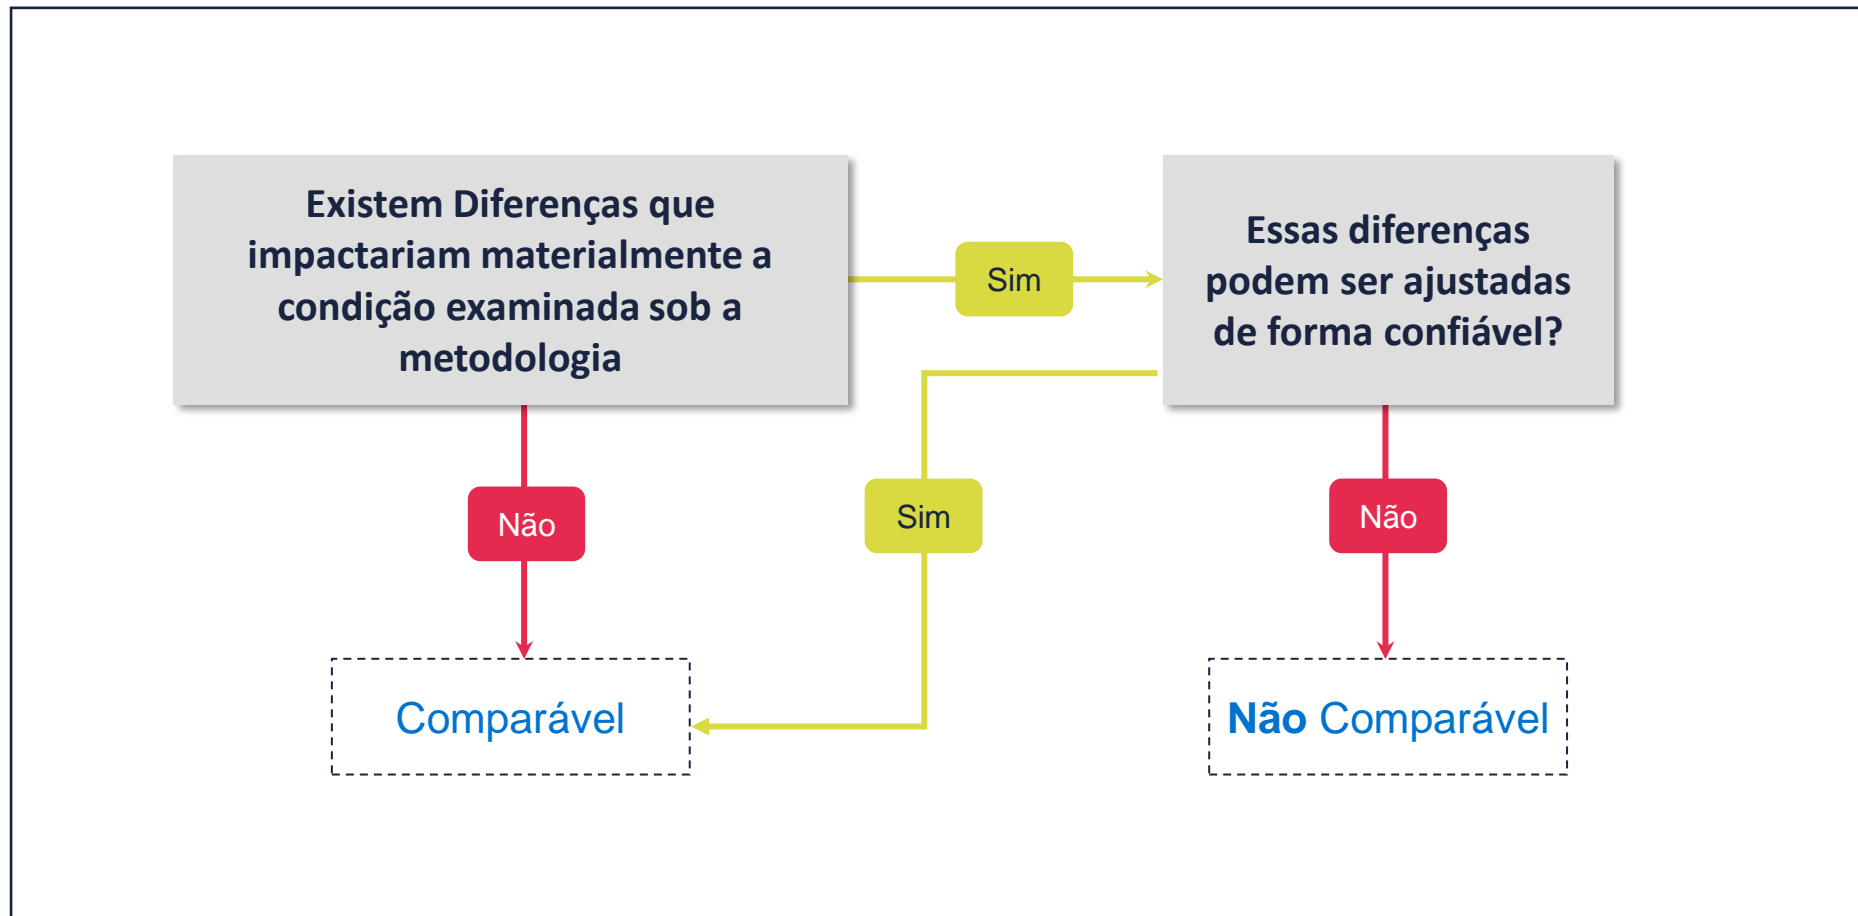 Existem Diferenças que
impactariam materialmente a
condição examinada sob a
metodologia
Sim
Essas diferenças
podem ser ajustadas
de forma confiável?
Não
Sim
Não
Comparável
Não Comparável